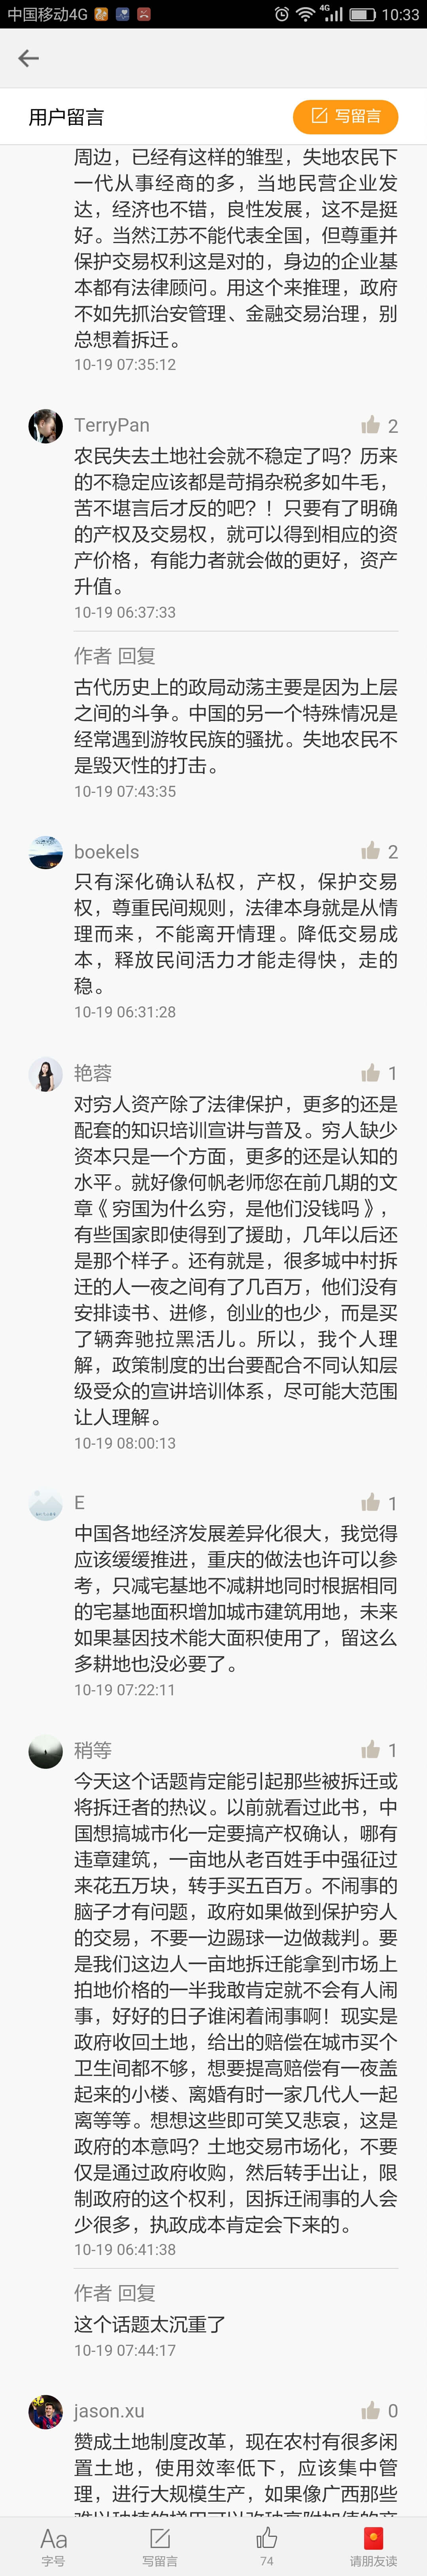 中国移动4G 4G 10:33
用户留言 写留言
周边，已经有这样的雏型，失地农民下
一代从事经商的多，当地民营企业发
达，经济也不错，良性发展，这不是挺
好。当然江苏不能代表全国，但尊重并
保护交易权利这是对的，身边的企业基
本都有法律顾问。用这个来推理，政府
不如先抓治安管理、金融交易治理，别
总想着拆迁。
10-19 07:35:12
TerryPan 2
农民失去土地社会就不稳定了吗？历来
的不稳定应该都是苛捐杂税多如牛毛，
苦不堪言后才反的吧？！只要有了明确
的产权及交易权，就可以得到相应的资
产价格，有能力者就会做的更好，资产
升值。
10-19 06:37:33
作者 回复
古代历史上的政局动荡主要是因为上层
之间的斗争。中国的另一个特殊情况是
经常遇到游牧民族的骚扰。失地农民不
是毁灭性的打击。
10-19 07:43:35
boekels 2
只有深化确认私权，产权，保护交易
权，尊重民间规则，法律本身就是从情
理而来，不能离开情理。降低交易成
本，释放民间活力才能走得快，走的
稳。
10-19 06:31:28
艳蓉 1
对穷人资产除了法律保护，更多的还是
配套的知识培训宣讲与普及。穷人缺少
资本只是一个方面，更多的还是认知的
水平。就好像何帆老师您在前几期的文
章《穷国为什么穷，是他们没钱吗》，
有些国家即使得到了援助，几年以后还
是那个样子。还有就是，很多城中村拆
迁的人一夜之间有了几百万，他们没有
安排读书、进修，创业的也少，而是买
了辆奔驰拉黑活儿。所以，我个人理
解，政策制度的出台要配合不同认知层
级受众的宣讲培训体系，尽可能大范围
让人理解。
10-19 08:00:13
E 1
中国各地经济发展差异化很大，我觉得
应该缓缓推进，重庆的做法也许可以参
考，只减宅基地不减耕地同时根据相同
的宅基地面积增加城市建筑用地，未来
如果基因技术能大面积使用了，留这么
多耕地也没必要了。
10-19 07:22:11
稍等 1
今天这个话题肯定能引起那些被拆迁或
将拆迁者的热议。以前就看过此书，中
国想搞城市化一定要搞产权确认，哪有
违章建筑，一亩地从老百姓手中强征过
来花五万块，转手买五百万。不闹事的
脑子才有问题，政府如果做到保护穷人
的交易，不要一边踢球一边做裁判。要
是我们这边人一亩地拆迁能拿到市场上
拍地价格的一半我敢肯定就不会有人闹
事，好好的日子谁闲着闹事啊！现实是
政府收回土地，给出的赔偿在城市买个
卫生间都不够，想要提高赔偿有一夜盖
起来的小楼、离婚有时一家几代人一起
离等等。想想这些即可笑又悲哀，这是
政府的本意吗？土地交易市场化，不要
仅是通过政府收购，然后转手出让，限
制政府的这个权利，因拆迁闹事的人会
少很多，执政成本肯定会下来的。
10-19 06:41:38
作者 回复
这个话题太沉重了
10-19 07:44:17
jason.xu 0
赞成土地制度改革，现在农村有很多闲
置土地，使用效率低下，应该集中管
理，进行大规模生产，如果像广西那些
Aa 字号
写留言
74
请朋友读